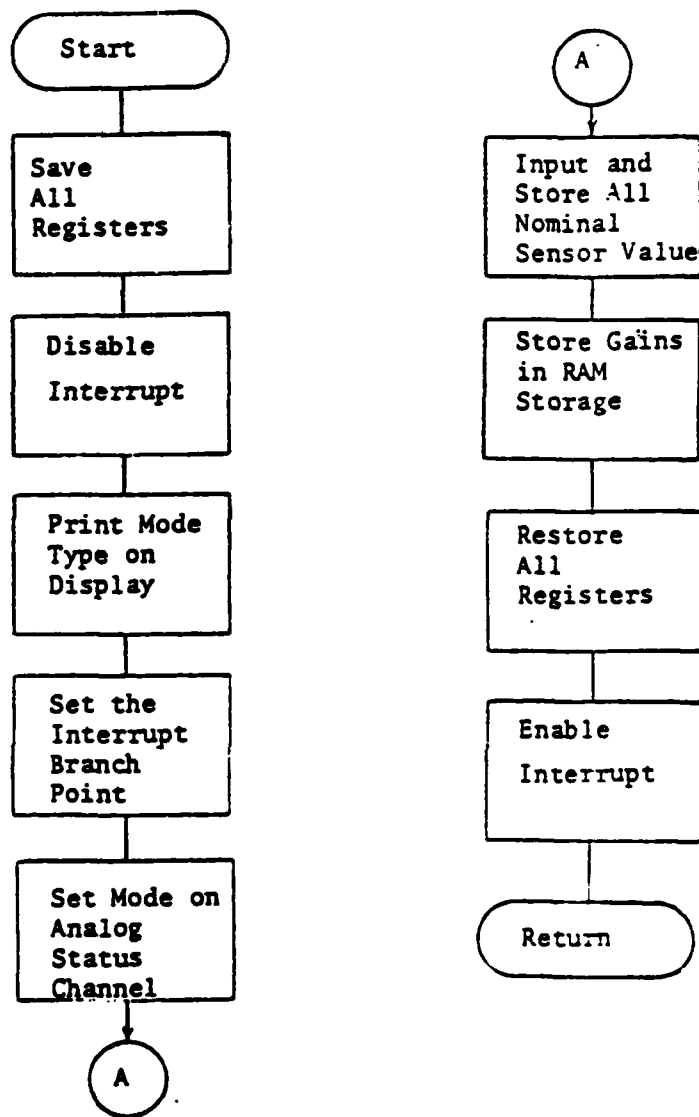 Start
Save
All
Registers
Disable
Interrupt
Print Mode
Type on
Display
Set the
Interrupt
Branch
Point
Set Mode on
Analog
Status
Channel
A
A
Input and
Store All
Nominal
Sensor Value
Store Gains
in RAM
Storage
Restore
All
Registers
Enable
Interrupt
Return